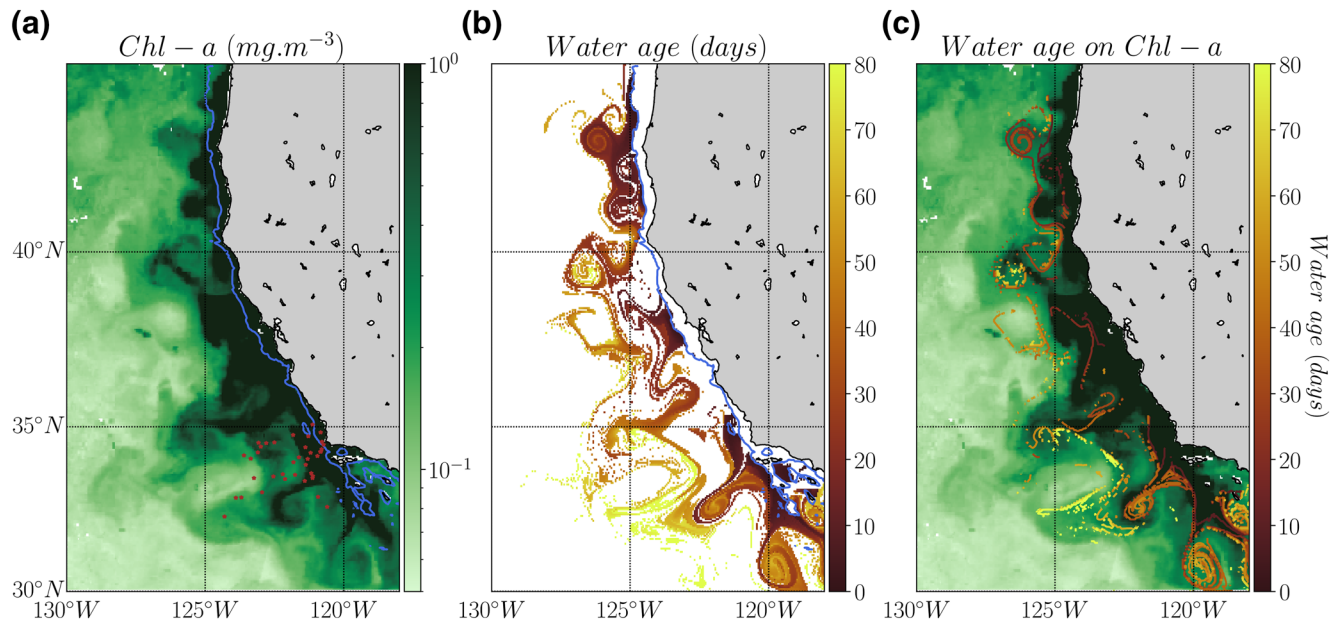 (a)
Chl − a (mg.m⁻³)
10⁰
10⁻¹
40°N
35°N
30°N
130°W
125°W
120°W
(b)
Water age (days)
80
70
60
50
40
30
20
10
0
130°W
125°W
120°W
(c)
Water age on Chl − a
80
70
60
50
40
30
20
10
0
Water age (days)
130°W
125°W
120°W